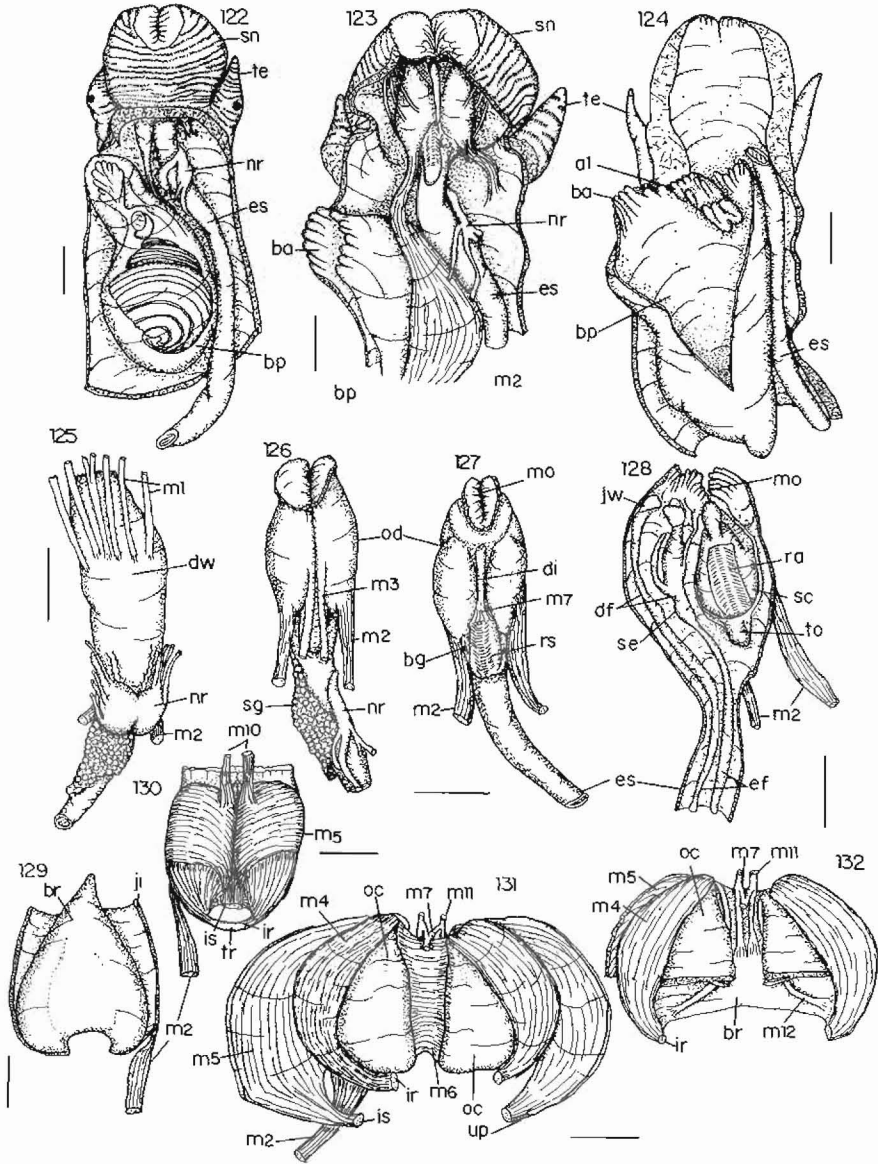 122
sn
te
nr
es
bp
123
sn
te
nr
es
ba
bp
m2
124
al
ba
bp
es
125
m1
dw
nr
m2
126
od
m3
m2
sg
nr
127
mo
di
m7
bg
rs
m2
es
128
jw
mo
ra
sc
df
se
to
m2
es
ef
129
br
ji
m2
130
m10
m5
is
tr
ir
131
m4
oc
m7
m11
m5
ir
m6
oc
is
up
m2
132
oc
m7
m11
m5
m4
ir
br
m12